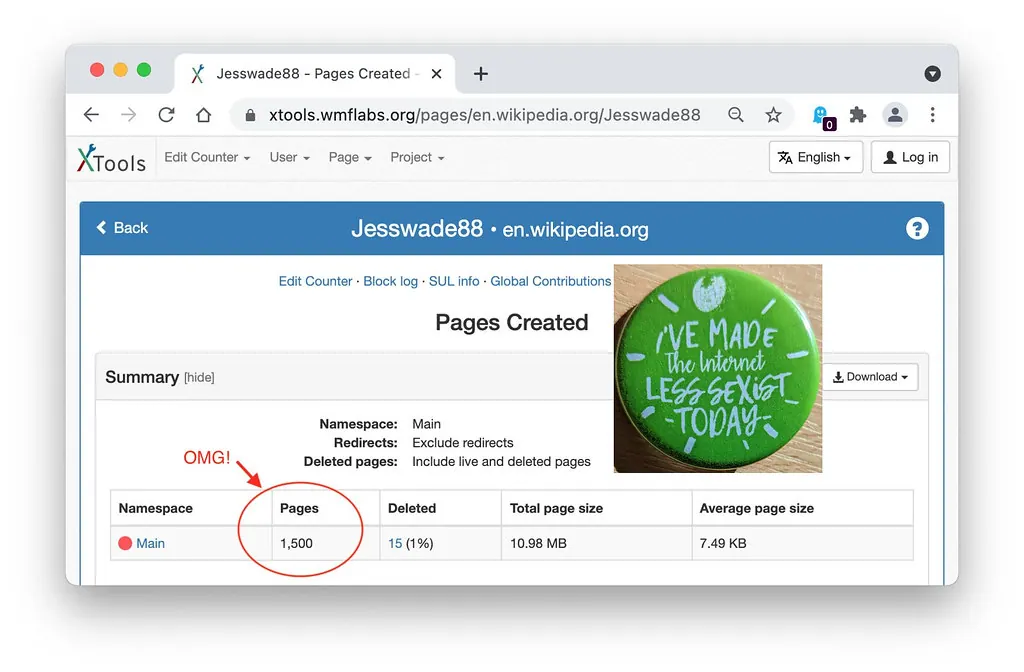 Jesswade88 - Pages Created -
xtools.wmflabs.org/pages/en.wikipedia.org/Jesswade88
0
XTools Edit Counter User Page Project English Log in
Back Jesswade88 • en.wikipedia.org ?
Edit Counter · Block log · SUL info · Global Contributions
Pages Created
I'VE MADE
The Internet
LESS SEXIST
-TODAY-
Summary [hide] Download
Namespace: Main
Redirects: Exclude redirects
Deleted pages: Include live and deleted pages
OMG!
Namespace Pages Deleted Total page size Average page size
Main 1,500 15 (1%) 10.98 MB 7.49 KB